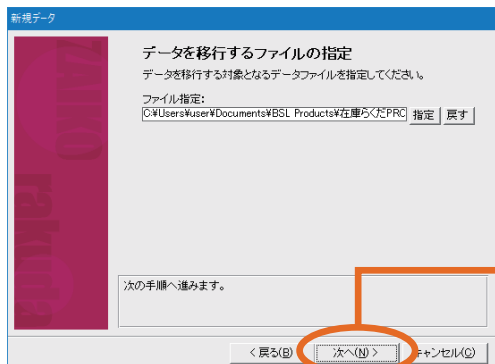 新規データ
データを移行するファイルの指定
データを移行する対象となるデータファイルを指定してください。
ファイル指定:
C:¥Users¥user¥Documents¥BSL Products¥在庫らくだPRO 指定 戻す
ZAIKO
rakuda
次の手順へ進みます。
< 戻る(B) 次へ(N) > キャンセル(C)